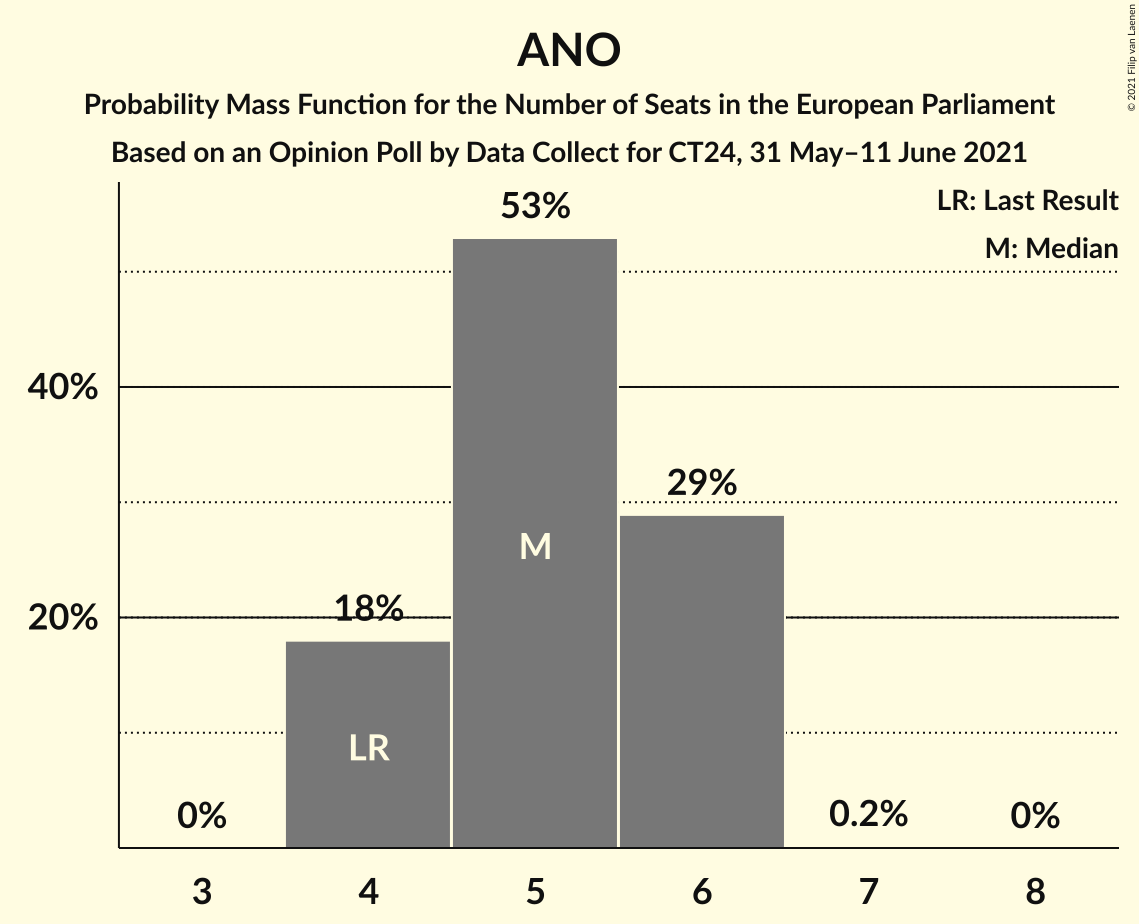 ANO
Probability Mass Function for the Number of Seats in the European Parliament
Based on an Opinion Poll by Data Collect for CT24, 31 May–11 June 2021
© 2021 Filip van Laenen
LR: Last Result
M: Median
53%
40%
29%
M
20%
18%
LR
0%
0.2%
0%
3 4 5 6 7 8